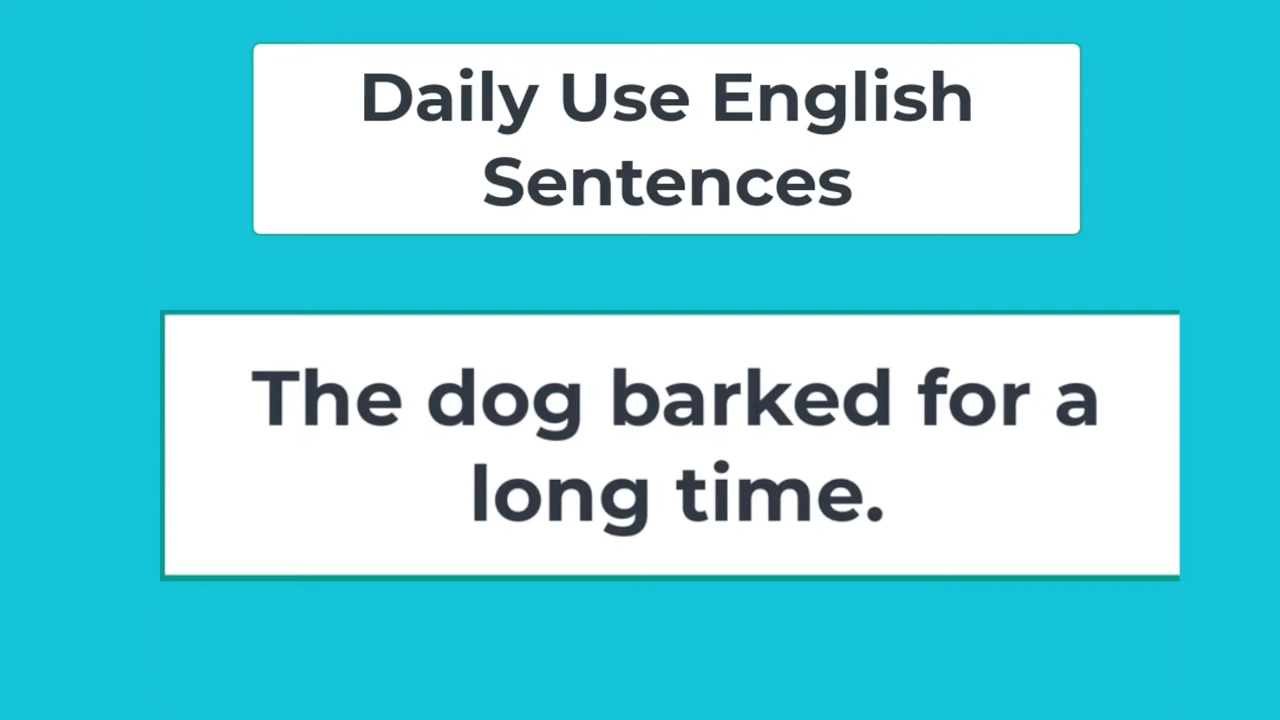 Daily Use English
Sentences
The dog barked for a
long time.